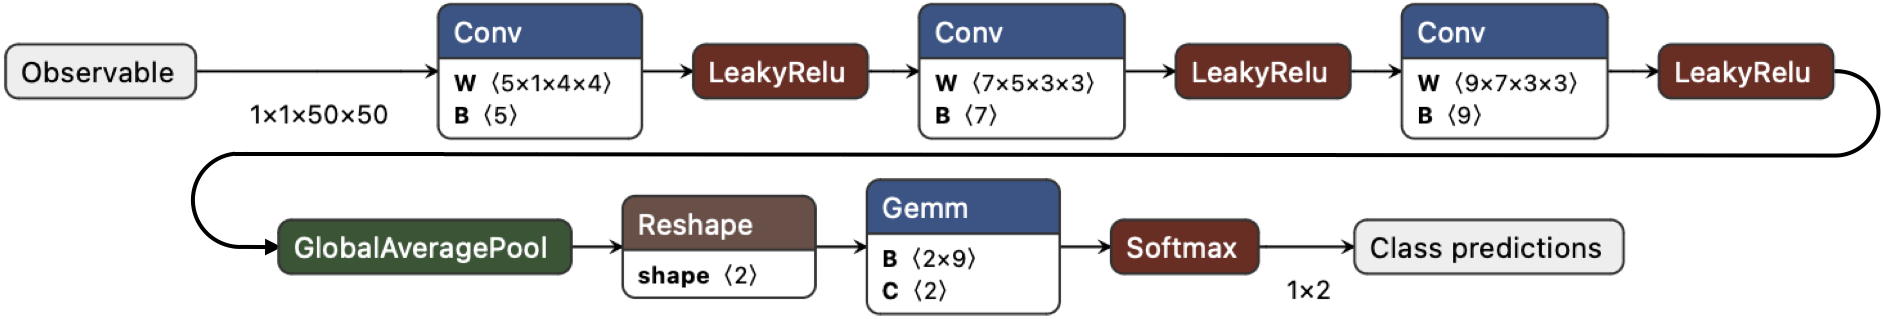 Observable
1×1×50×50
Conv
W ⟨5×1×4×4⟩
B ⟨5⟩
LeakyRelu
Conv
W ⟨7×5×3×3⟩
B ⟨7⟩
LeakyRelu
Conv
W ⟨9×7×3×3⟩
B ⟨9⟩
LeakyRelu
GlobalAveragePool
Reshape
shape ⟨2⟩
Gemm
B ⟨2×9⟩
C ⟨2⟩
Softmax
1×2
Class predictions